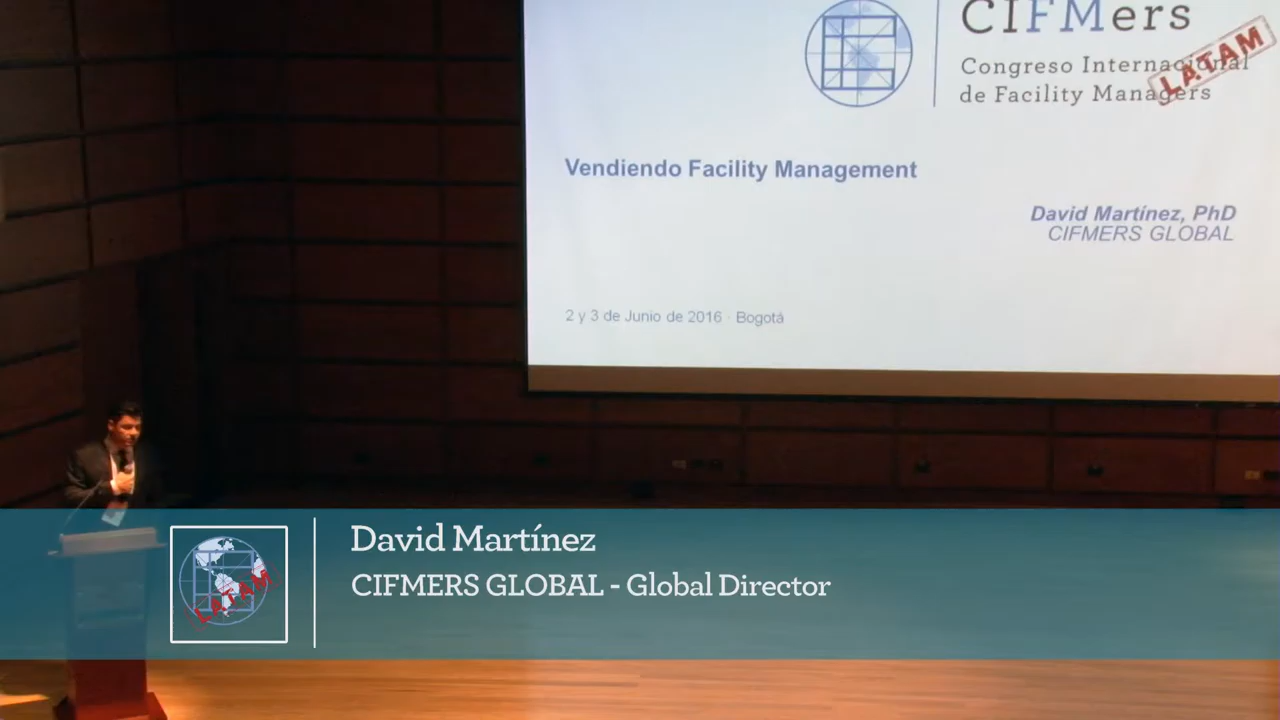 CIFMers
Congreso Internacional
de Facility Managers
LATAM
Vendiendo Facility Management
David Martínez, PhD
CIFMERS GLOBAL
2 y 3 de Junio de 2016 · Bogotá
David Martínez
CIFMERS GLOBAL - Global Director
LATAM